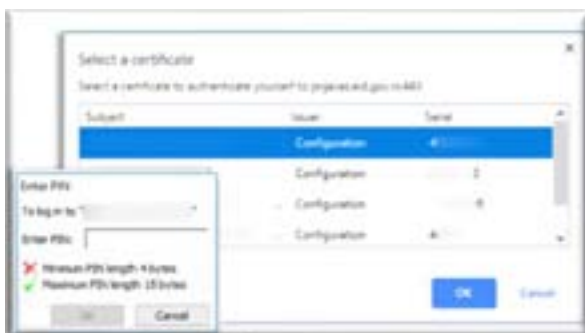 Select a certificate
Select a certificate to authenticate yourself to
Subject Issuer Serial
Configuration
Configuration
Configuration
Configuration
Enter PIN
To log in to
Enter PIN:
Minimum PIN length 4 bytes
Maximum PIN length 15 bytes
OK Cancel
Cancel